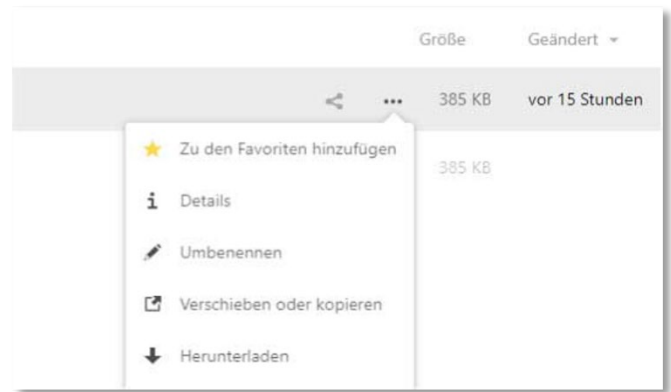 Größe Geändert
385 KB vor 15 Stunden
Zu den Favoriten hinzufügen
385 KB
Details
Umbenennen
Verschieben oder kopieren
Herunterladen